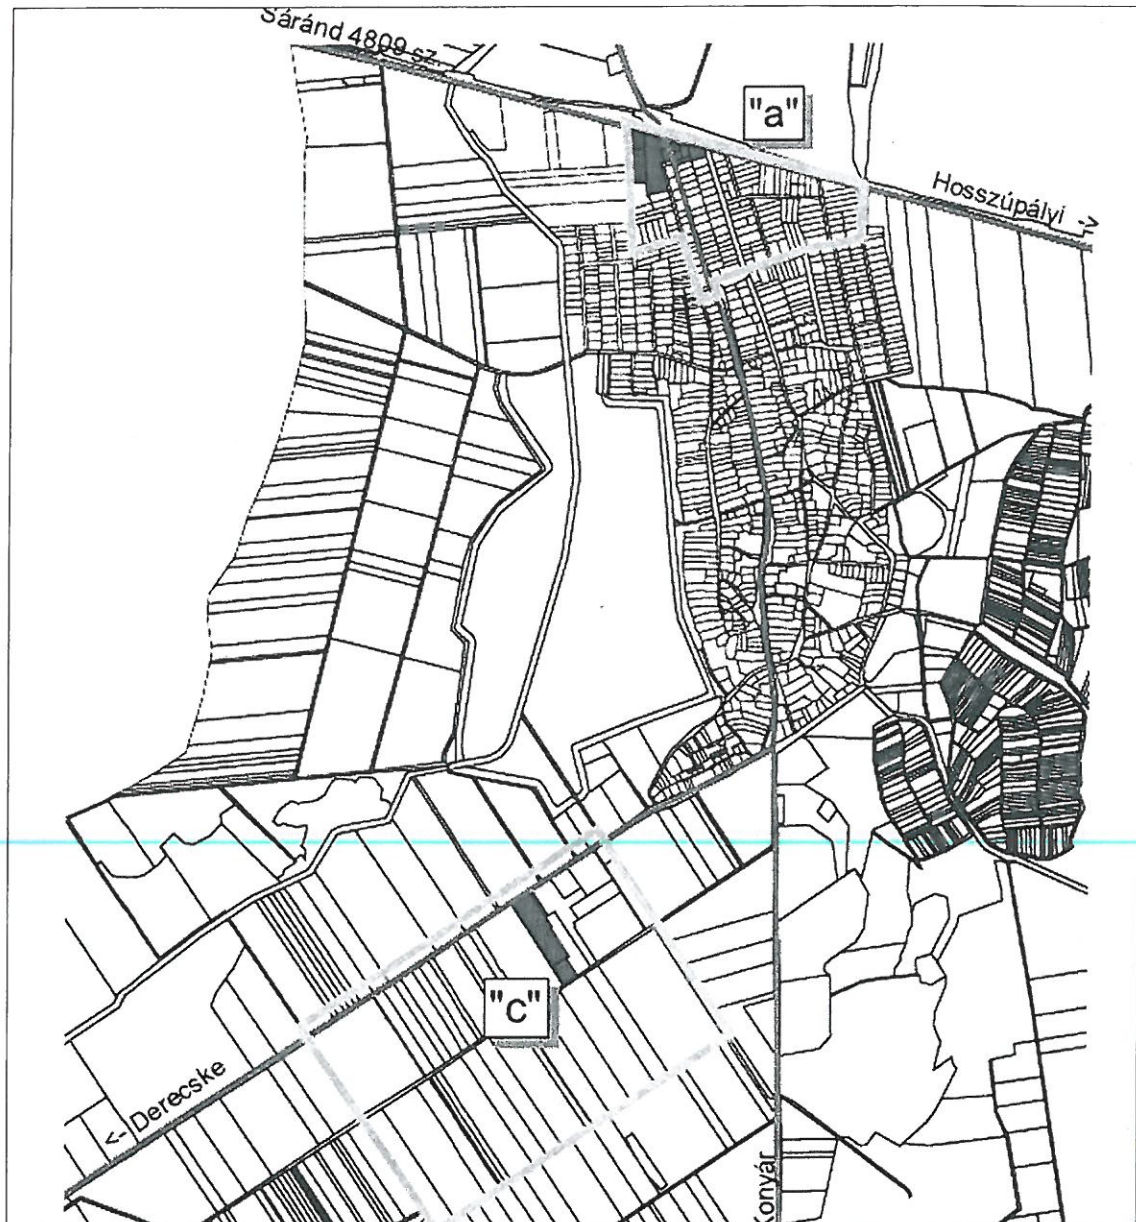 Sáránd 4809 sz.
"a"
Hosszúpályi ->
"c"
<- Derecske
Konyár